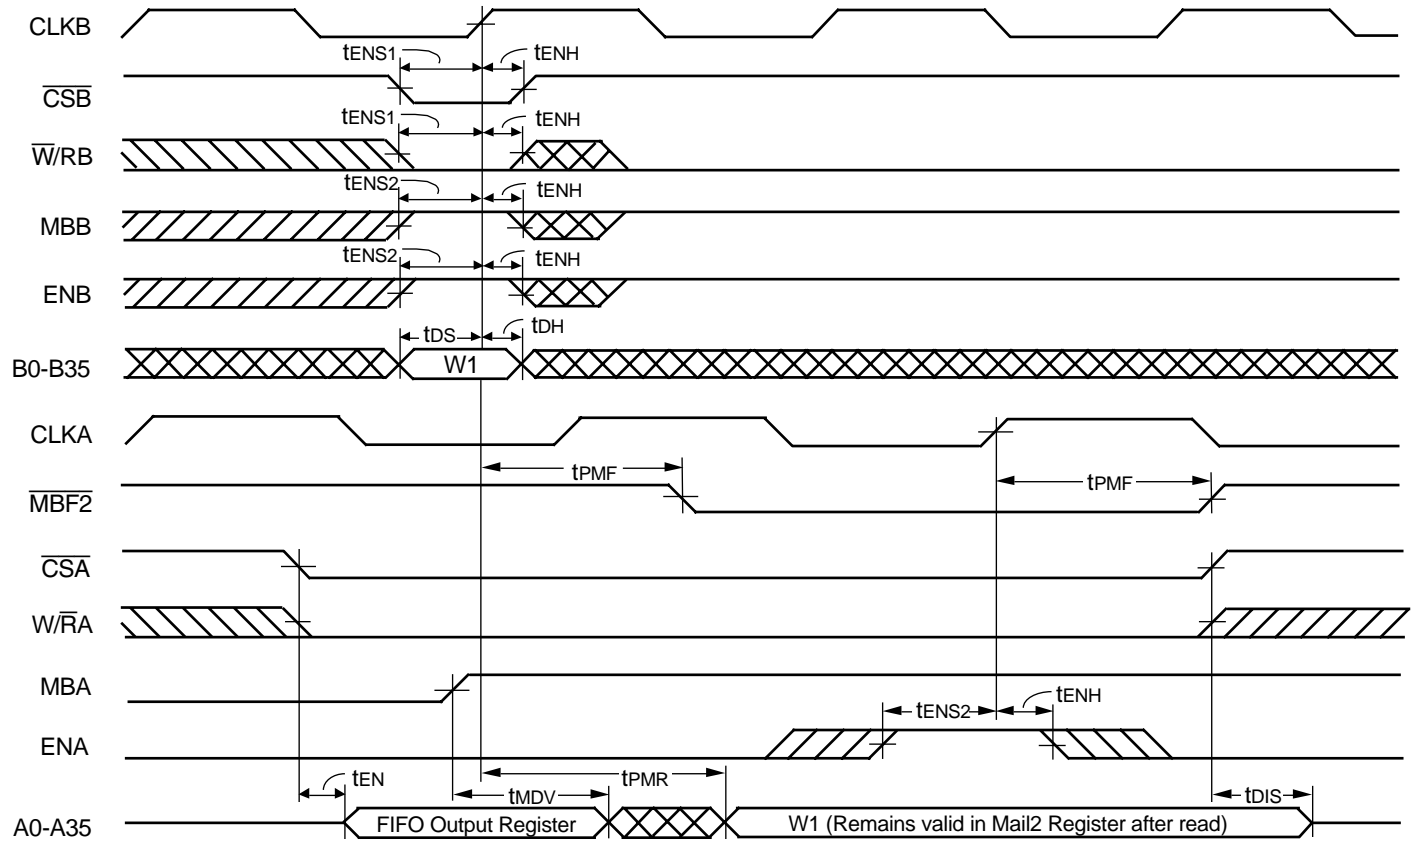 CLKB
tENS1
tENH
CSB
tENS1
tENH
W/RB
tENS2
tENH
MBB
tENS2
tENH
ENB
tDS
tDH
B0-B35
W1
CLKA
tPMF
tPMF
MBF2
CSA
W/RA
MBA
tENS2
tENH
ENA
tEN
tPMR
tMDV
tDIS
A0-A35
FIFO Output Register
W1 (Remains valid in Mail2 Register after read)